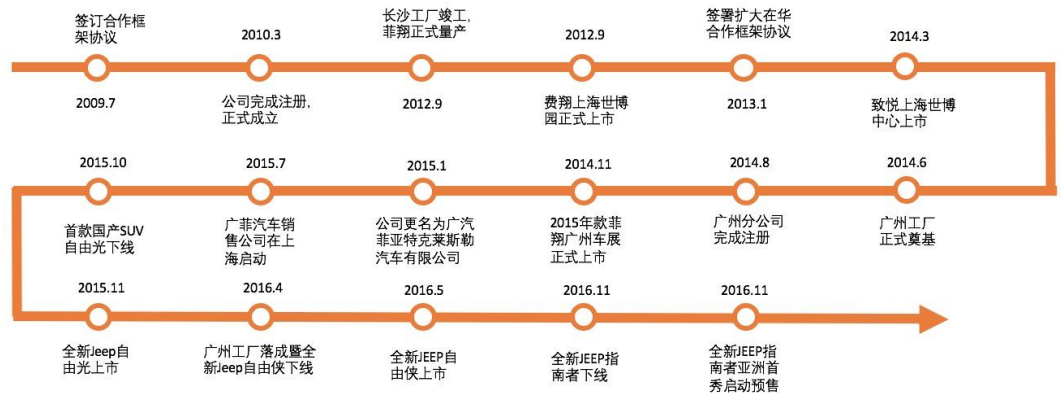 签订合作框
架协议
2009.7
2010.3
公司完成注册，
正式成立
长沙工厂竣工，
菲翔正式量产
2012.9
2012.9
费翔上海世博
园正式上市
签署扩大在华
合作框架协议
2013.1
2014.3
致悦上海世博
中心上市
2014.6
广州工厂
正式奠基
2014.8
广州分公司
完成注册
2014.11
2015年款菲
翔广州车展
正式上市
2015.1
公司更名为广汽
菲亚特克莱斯勒
汽车有限公司
2015.7
广菲汽车销
售公司在上
海启动
2015.10
首款国产SUV
自由光下线
2015.11
全新Jeep自
由光上市
2016.4
广州工厂落成暨全
新Jeep自由侠下线
2016.5
全新JEEP自
由侠上市
2016.11
全新JEEP指
南者下线
2016.11
全新JEEP指
南者亚洲首
秀启动预售